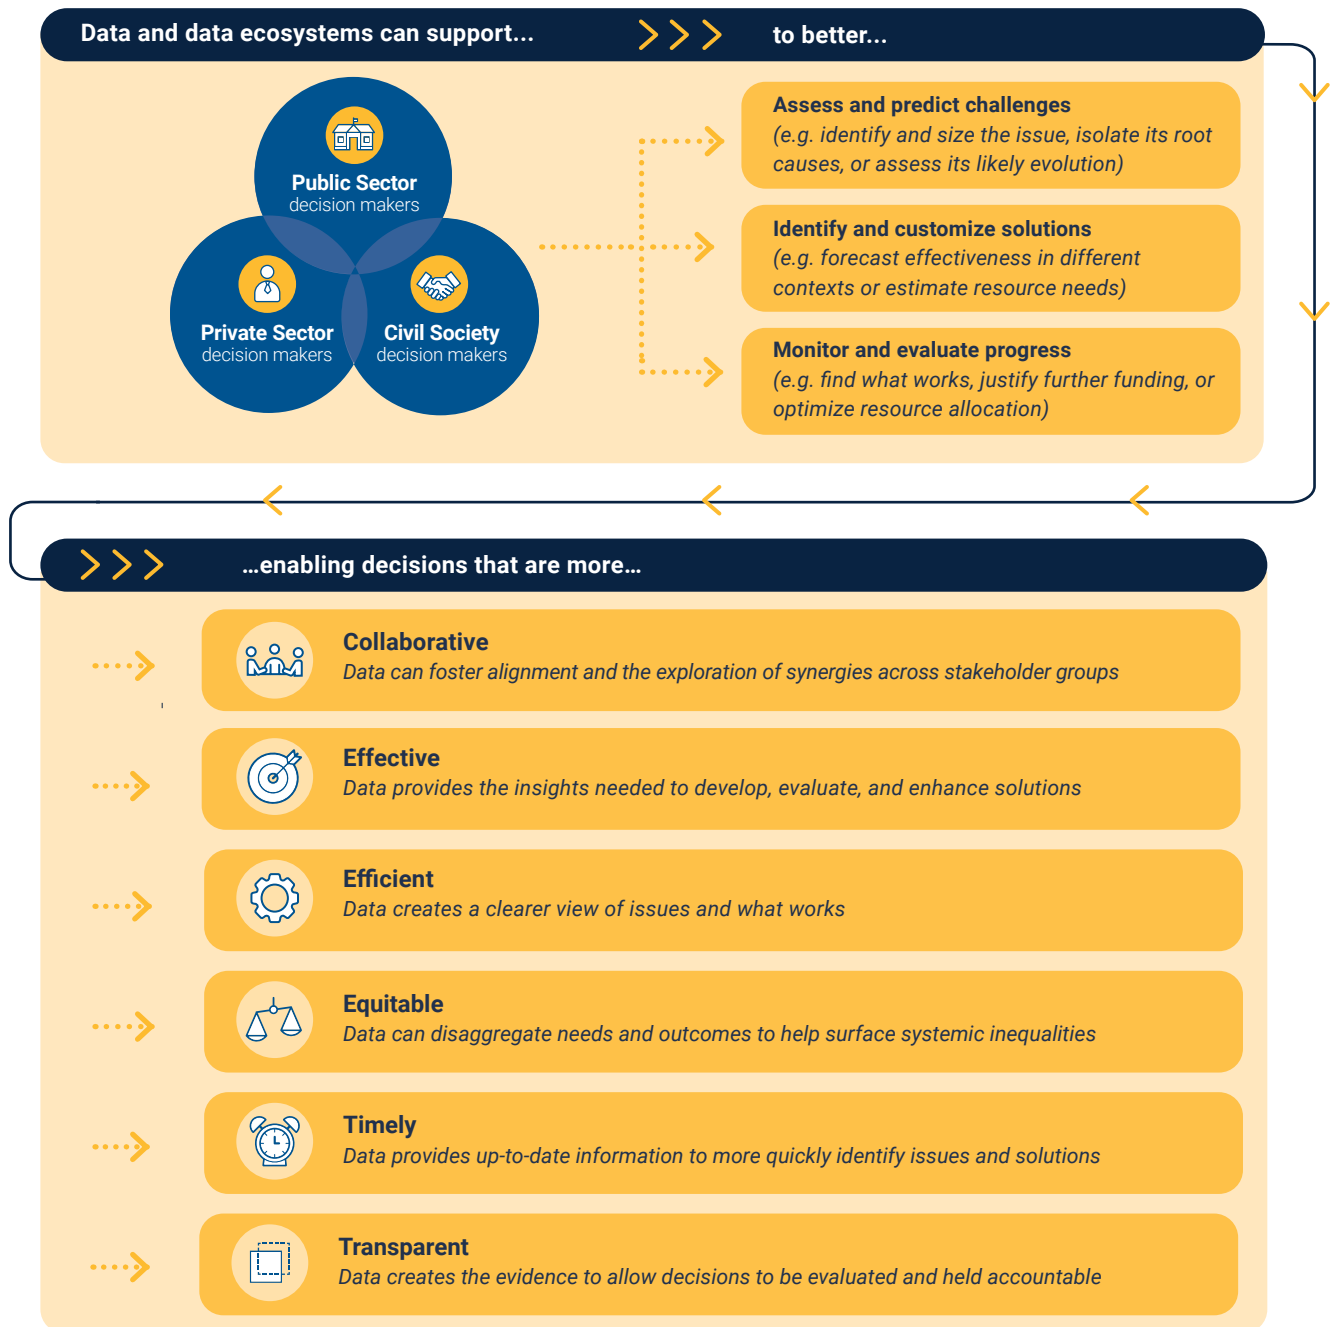 Data and data ecosystems can support...
to better...
Public Sector
decision makers
Private Sector
decision makers
Civil Society
decision makers
Assess and predict challenges
(e.g. identify and size the issue, isolate its root
causes, or assess its likely evolution)
Identify and customize solutions
(e.g. forecast effectiveness in different
contexts or estimate resource needs)
Monitor and evaluate progress
(e.g. find what works, justify further funding, or
optimize resource allocation)
...enabling decisions that are more...
Collaborative
Data can foster alignment and the exploration of synergies across stakeholder groups
Effective
Data provides the insights needed to develop, evaluate, and enhance solutions
Efficient
Data creates a clearer view of issues and what works
Equitable
Data can disaggregate needs and outcomes to help surface systemic inequalities
Timely
Data provides up-to-date information to more quickly identify issues and solutions
Transparent
Data creates the evidence to allow decisions to be evaluated and held accountable